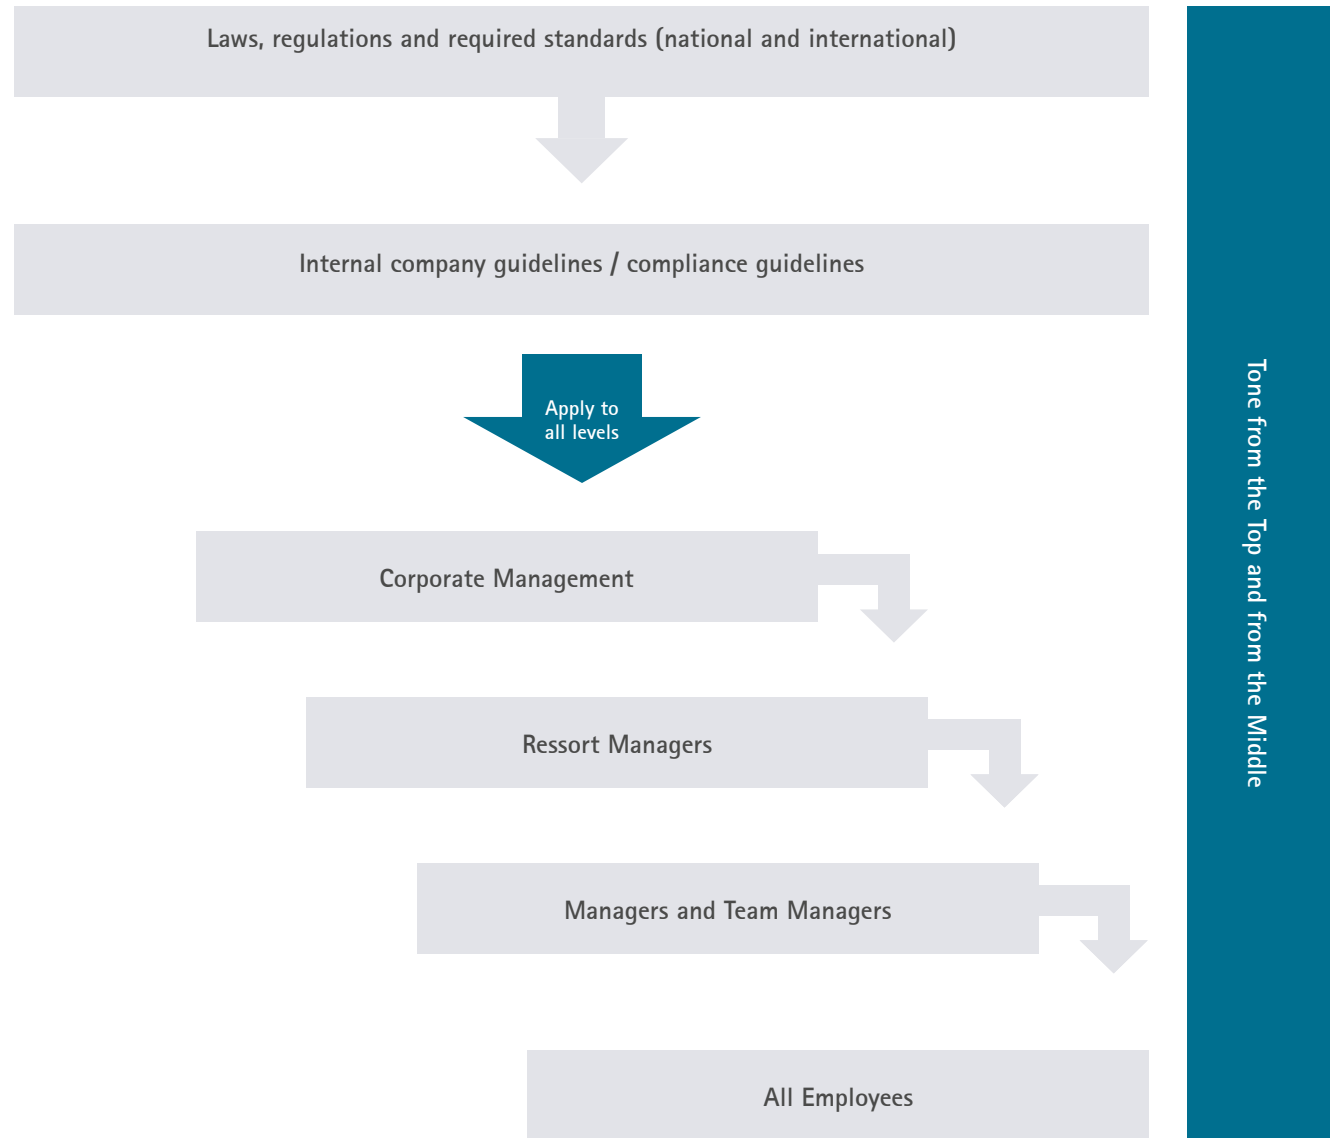 Laws, regulations and required standards (national and international)
Internal company guidelines / compliance guidelines
Apply to
all levels
Corporate Management
Ressort Managers
Managers and Team Managers
All Employees
Tone from the Top and from the Middle